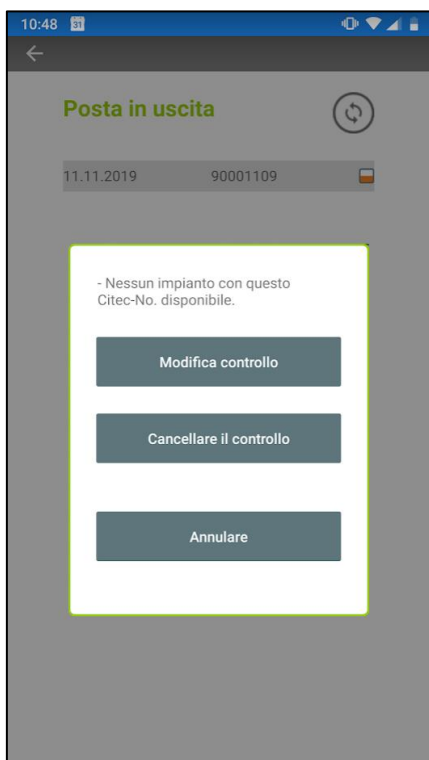 10:48 31
Posta in uscita
11.11.2019 90001109
- Nessun impianto con questo
Citec-No. disponibile.
Modifica controllo
Cancellare il controllo
Annulare